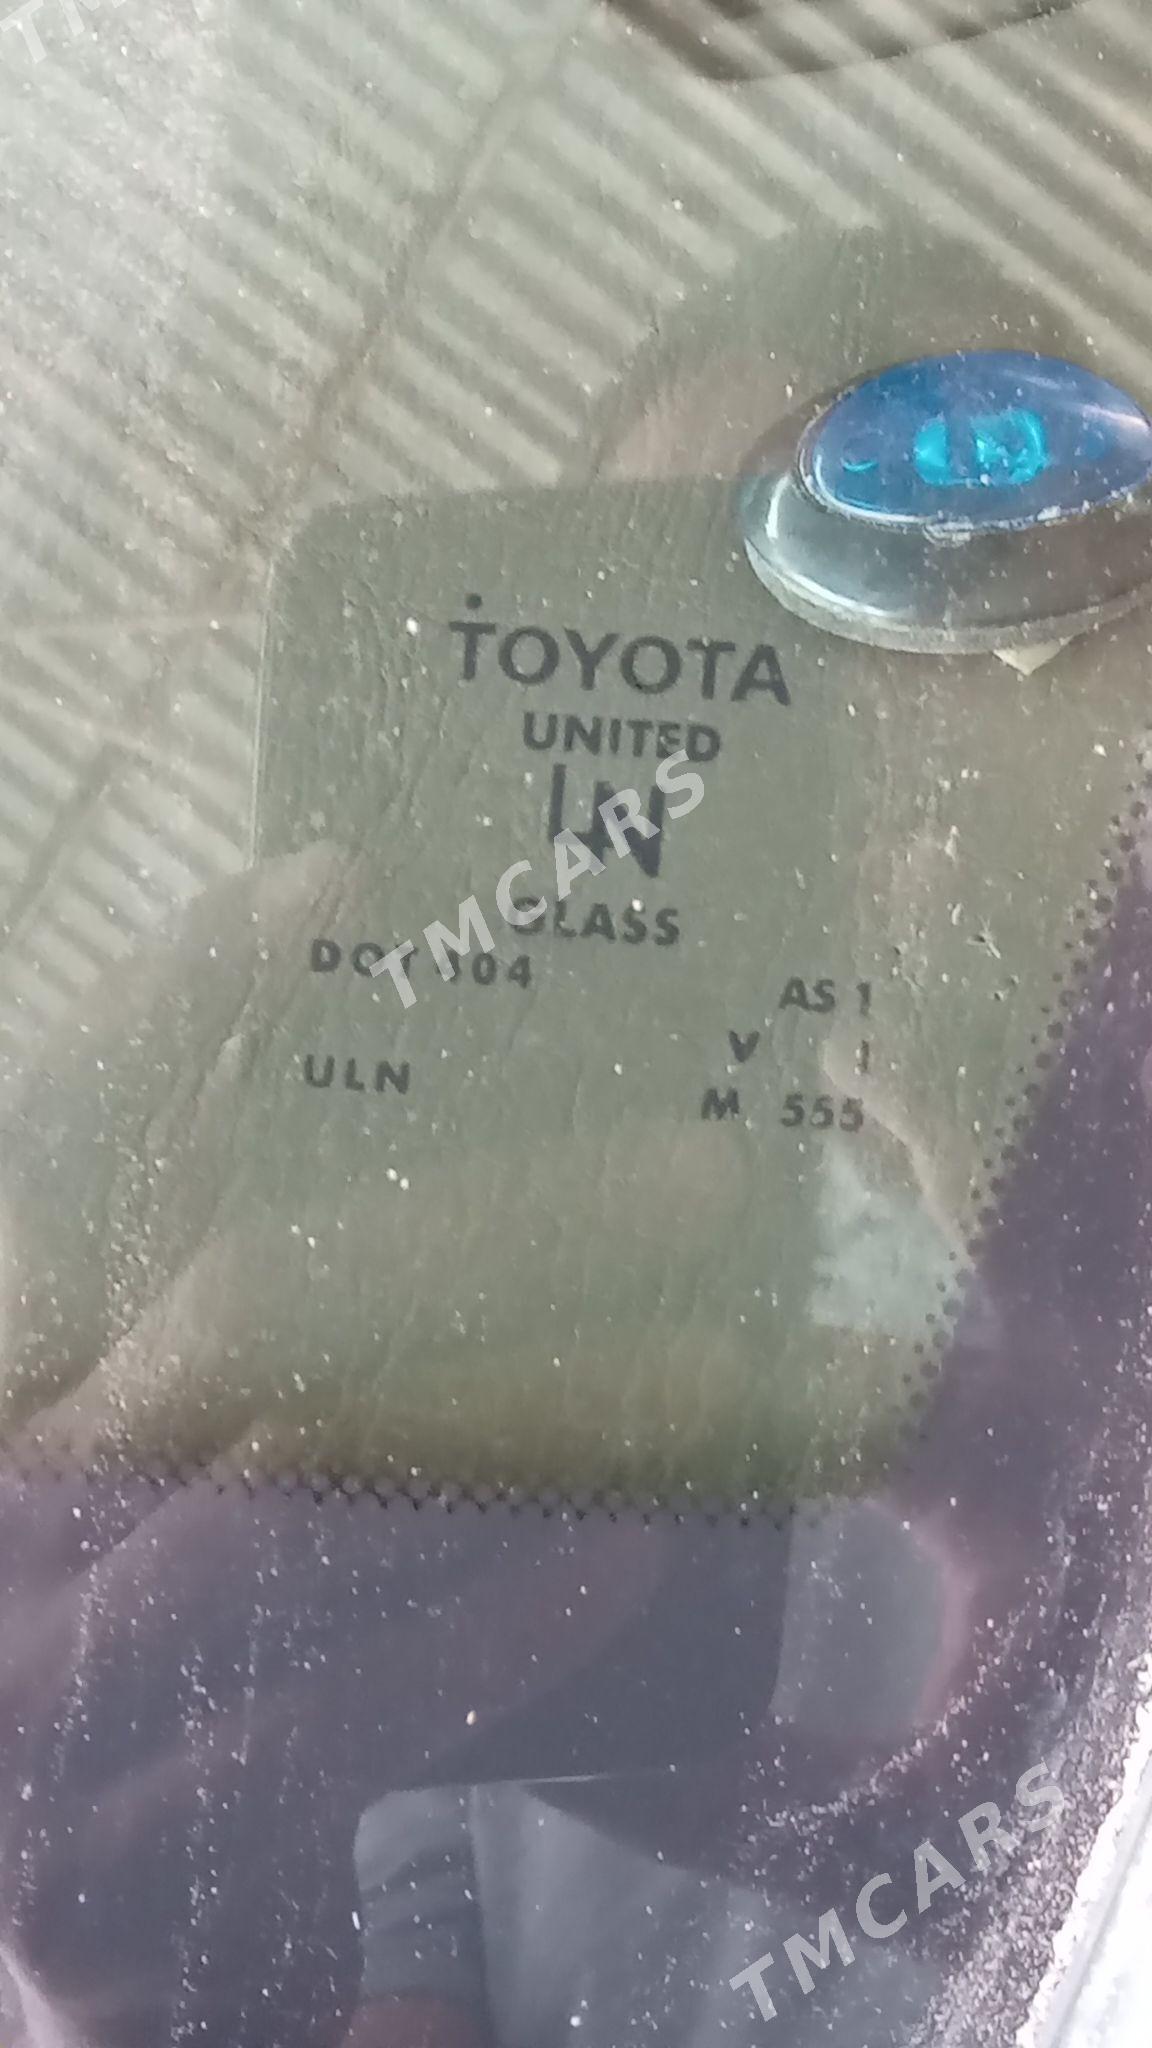 TOYOTA
UNITED
GLASS
DOT 104
AS 1
V 1
ULN
M 555
TMCARS
TMCARS